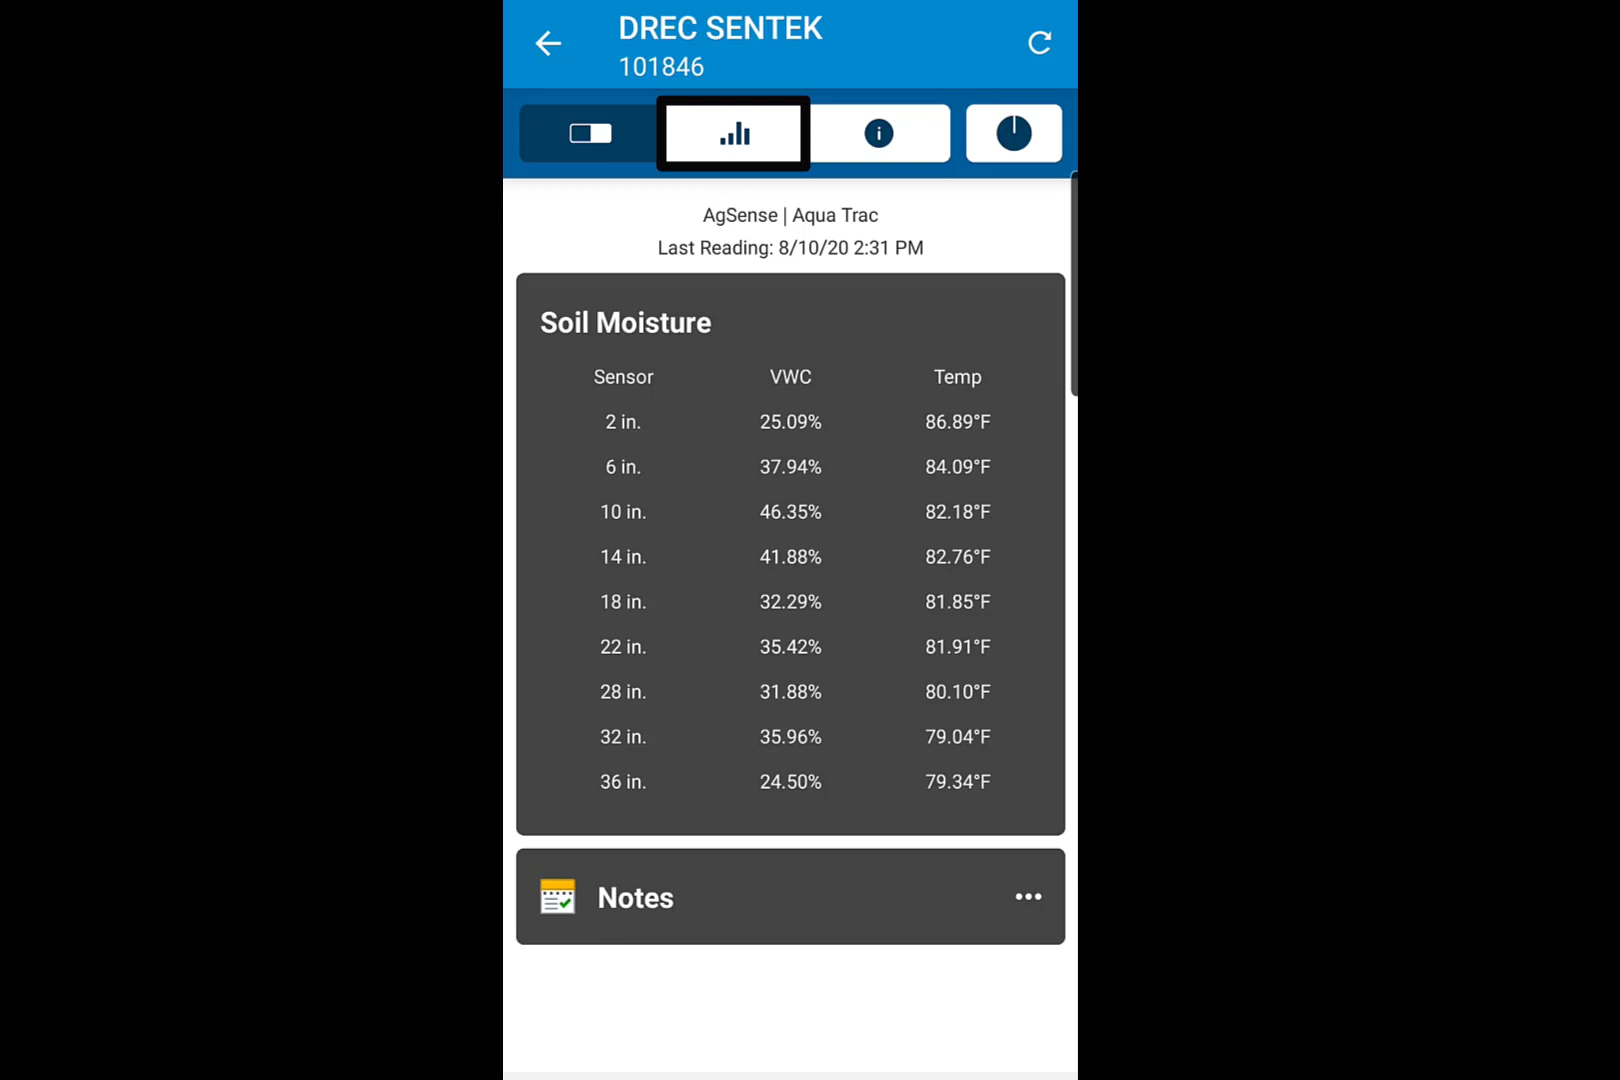 DREC SENTEK
101846
AgSense | Aqua Trac
Last Reading: 8/10/20 2:31 PM
Soil Moisture
Sensor VWC Temp
2 in. 25.09% 86.89°F
6 in. 37.94% 84.09°F
10 in. 46.35% 82.18°F
14 in. 41.88% 82.76°F
18 in. 32.29% 81.85°F
22 in. 35.42% 81.91°F
28 in. 31.88% 80.10°F
32 in. 35.96% 79.04°F
36 in. 24.50% 79.34°F
Notes